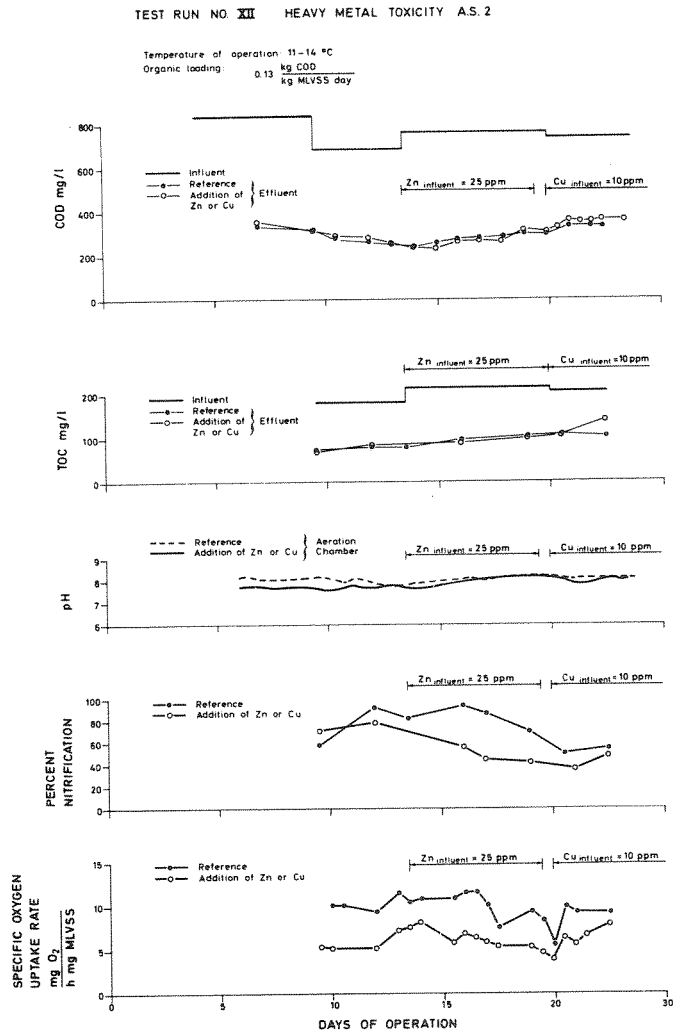 TEST RUN NO. XII HEAVY METAL TOXICITY A.S. 2
Temperature of operation: 11-14 °C
Organic loading: 0.13 kg COD
kg MLVSS day
800
600
400
200
0
COD mg/l
Influent
Reference
Addition of Zn or Cu
Effluent
Zn influent = 25 ppm
Cu influent = 10 ppm
200
100
0
TOC mg/l
Influent
Reference
Addition of Zn or Cu
Effluent
Zn influent = 25 ppm
Cu influent = 10 ppm
Reference
Addition of Zn or Cu
Aeration
Chamber
Zn influent = 25 ppm
Cu influent = 10 ppm
9
8
7
6
pH
Zn influent = 25 ppm
Cu influent = 10 ppm
100
80
60
40
20
0
PERCENT
NITRIFICATION
Reference
Addition of Zn or Cu
Zn influent = 25 ppm
Cu influent = 10 ppm
15
10
5
0
SPECIFIC OXYGEN
UPTAKE RATE
mg O2
h mg MLVSS
Reference
Addition of Zn or Cu
0 5 10 15 20 25 30
DAYS OF OPERATION